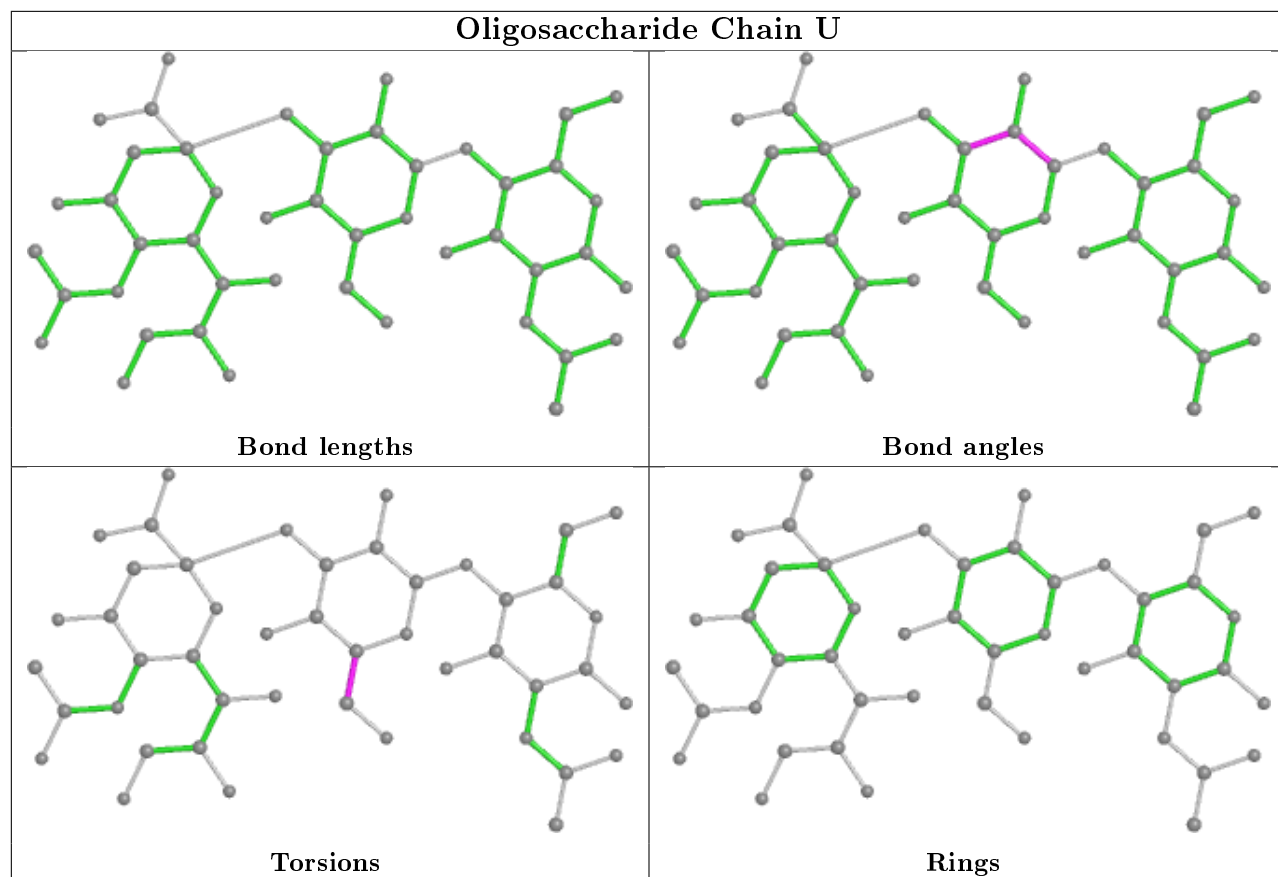 Oligosaccharide Chain U
Bond lengths
Bond angles
Torsions
Rings